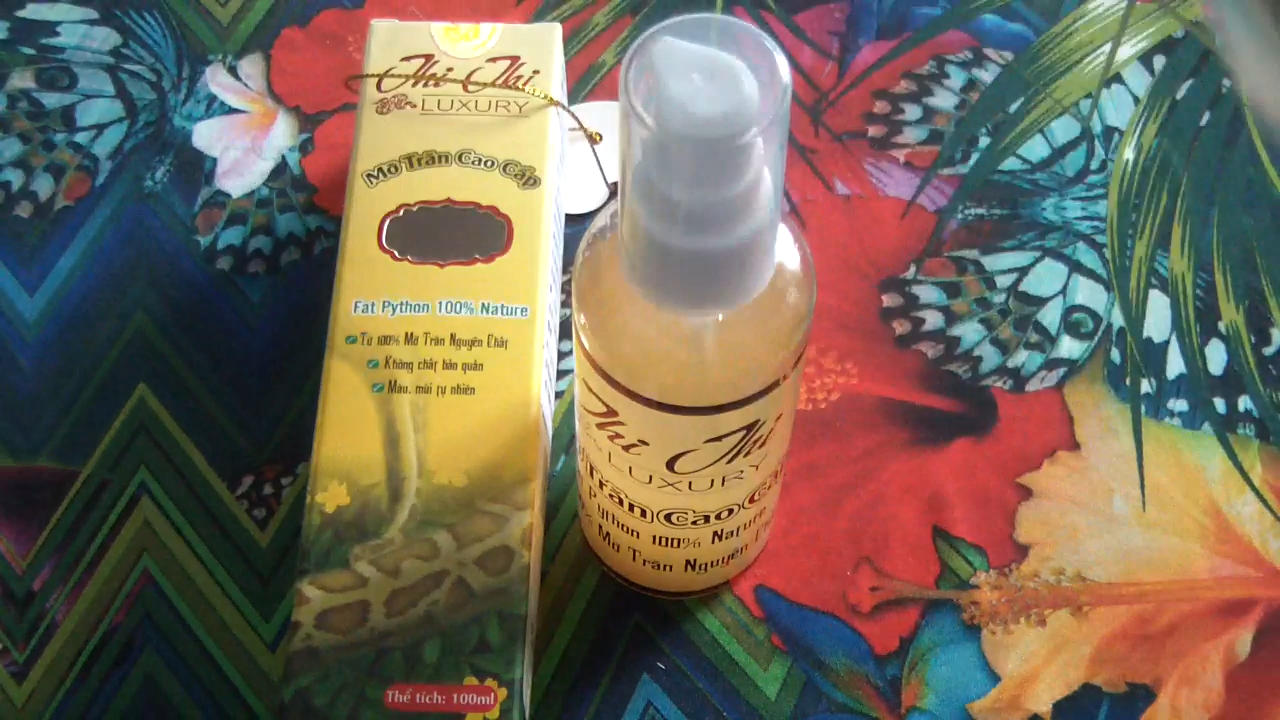 Thi Thi
LUXURY
Mỡ Trăn Cao Cấp
Fat Python 100% Nature
Từ 100% Mỡ Trăn Nguyên Chất
Không chất bảo quản
Màu, mùi tự nhiên
Thể tích: 100ml
Thi Thi
LUXURY
Trăn Cao
Python 100% Nature
Mỡ Trăn Nguyên